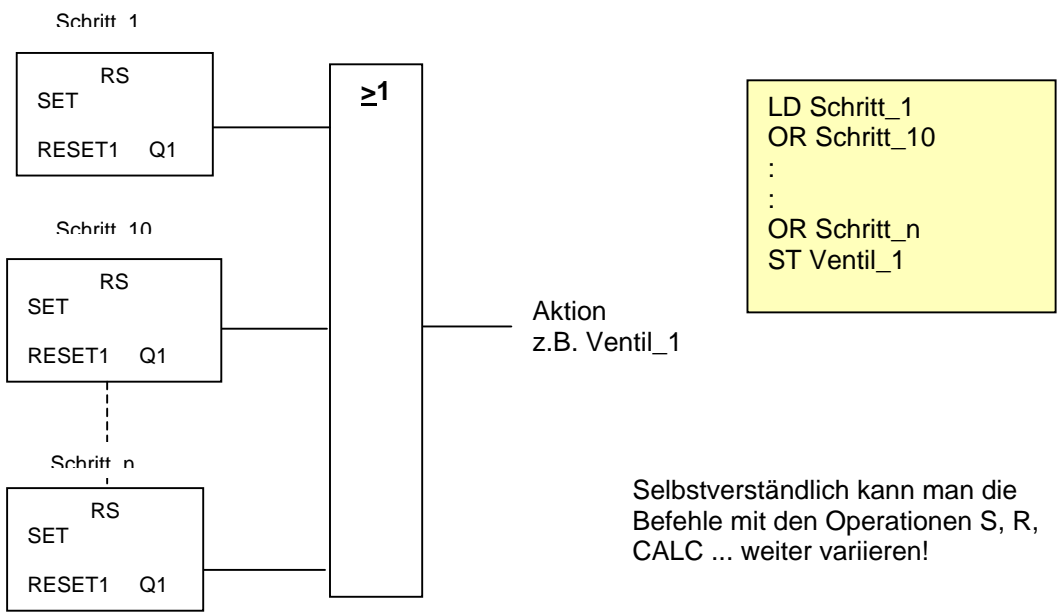 Schritt_1
RS
SET
RESET1 Q1
Schritt_10
RS
SET
RESET1 Q1
Schritt_n
RS
SET
RESET1 Q1
≥1
Aktion
z.B. Ventil_1
LD Schritt_1
OR Schritt_10
:
:
OR Schritt_n
ST Ventil_1
Selbstverständlich kann man die
Befehle mit den Operationen S, R,
CALC ... weiter variieren!